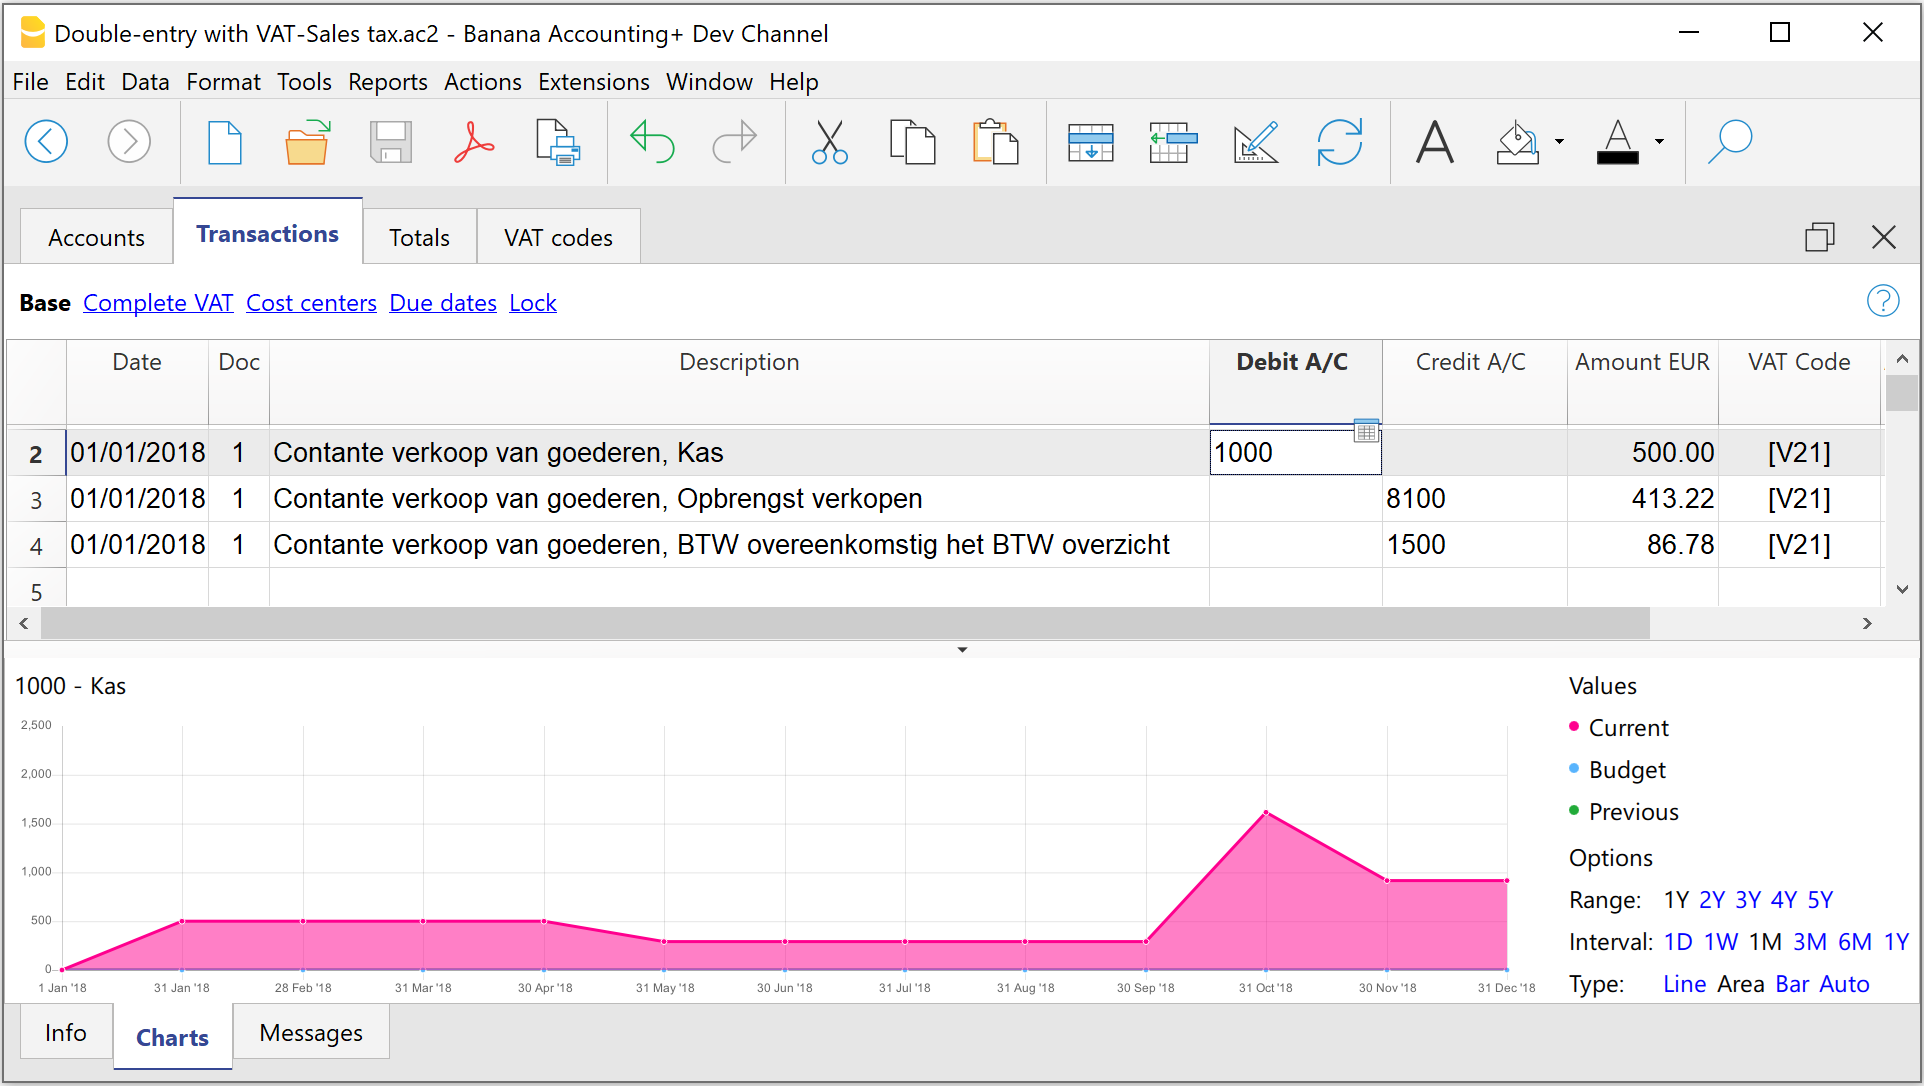 Double-entry with VAT-Sales tax.ac2 - Banana Accounting+ Dev Channel
File Edit Data Format Tools Reports Actions Extensions Window Help
Accounts Transactions Totals VAT codes
Base Complete VAT Cost centers Due dates Lock
Date Doc Description Debit A/C Credit A/C Amount EUR VAT Code
2 01/01/2018 1 Contante verkoop van goederen, Kas 1000 500.00 [V21]
3 01/01/2018 1 Contante verkoop van goederen, Opbrengst verkopen 8100 413.22 [V21]
4 01/01/2018 1 Contante verkoop van goederen, BTW overeenkomstig het BTW overzicht 1500 86.78 [V21]
5
1000 - Kas
2,500
2,000
1,500
1,000
500
0
1 Jan '18 31 Jan '18 28 Feb '18 31 Mar '18 30 Apr '18 31 May '18 30 Jun '18 31 Jul '18 31 Aug '18 30 Sep '18 31 Oct '18 30 Nov '18 31 Dec '18
Values
Current
Budget
Previous
Options
Range: 1Y 2Y 3Y 4Y 5Y
Interval: 1D 1W 1M 3M 6M 1Y
Type: Line Area Bar Auto
Info Charts Messages